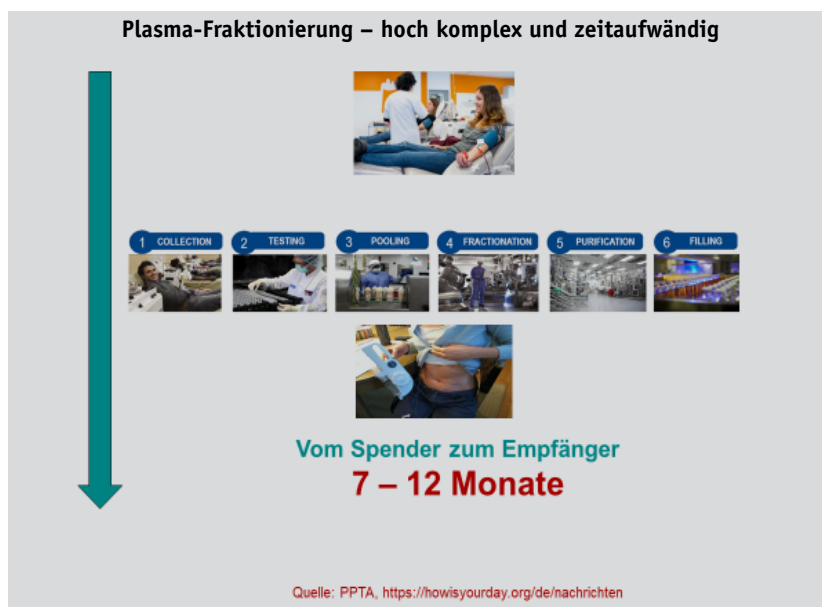 Plasma-Fraktionierung – hoch komplex und zeitaufwändig
1 COLLECTION
2 TESTING
3 POOLING
4 FRACTIONATION
5 PURIFICATION
6 FILLING
Vom Spender zum Empfänger
7 – 12 Monate
Quelle: PPTA, https://howisyourday.org/de/nachrichten